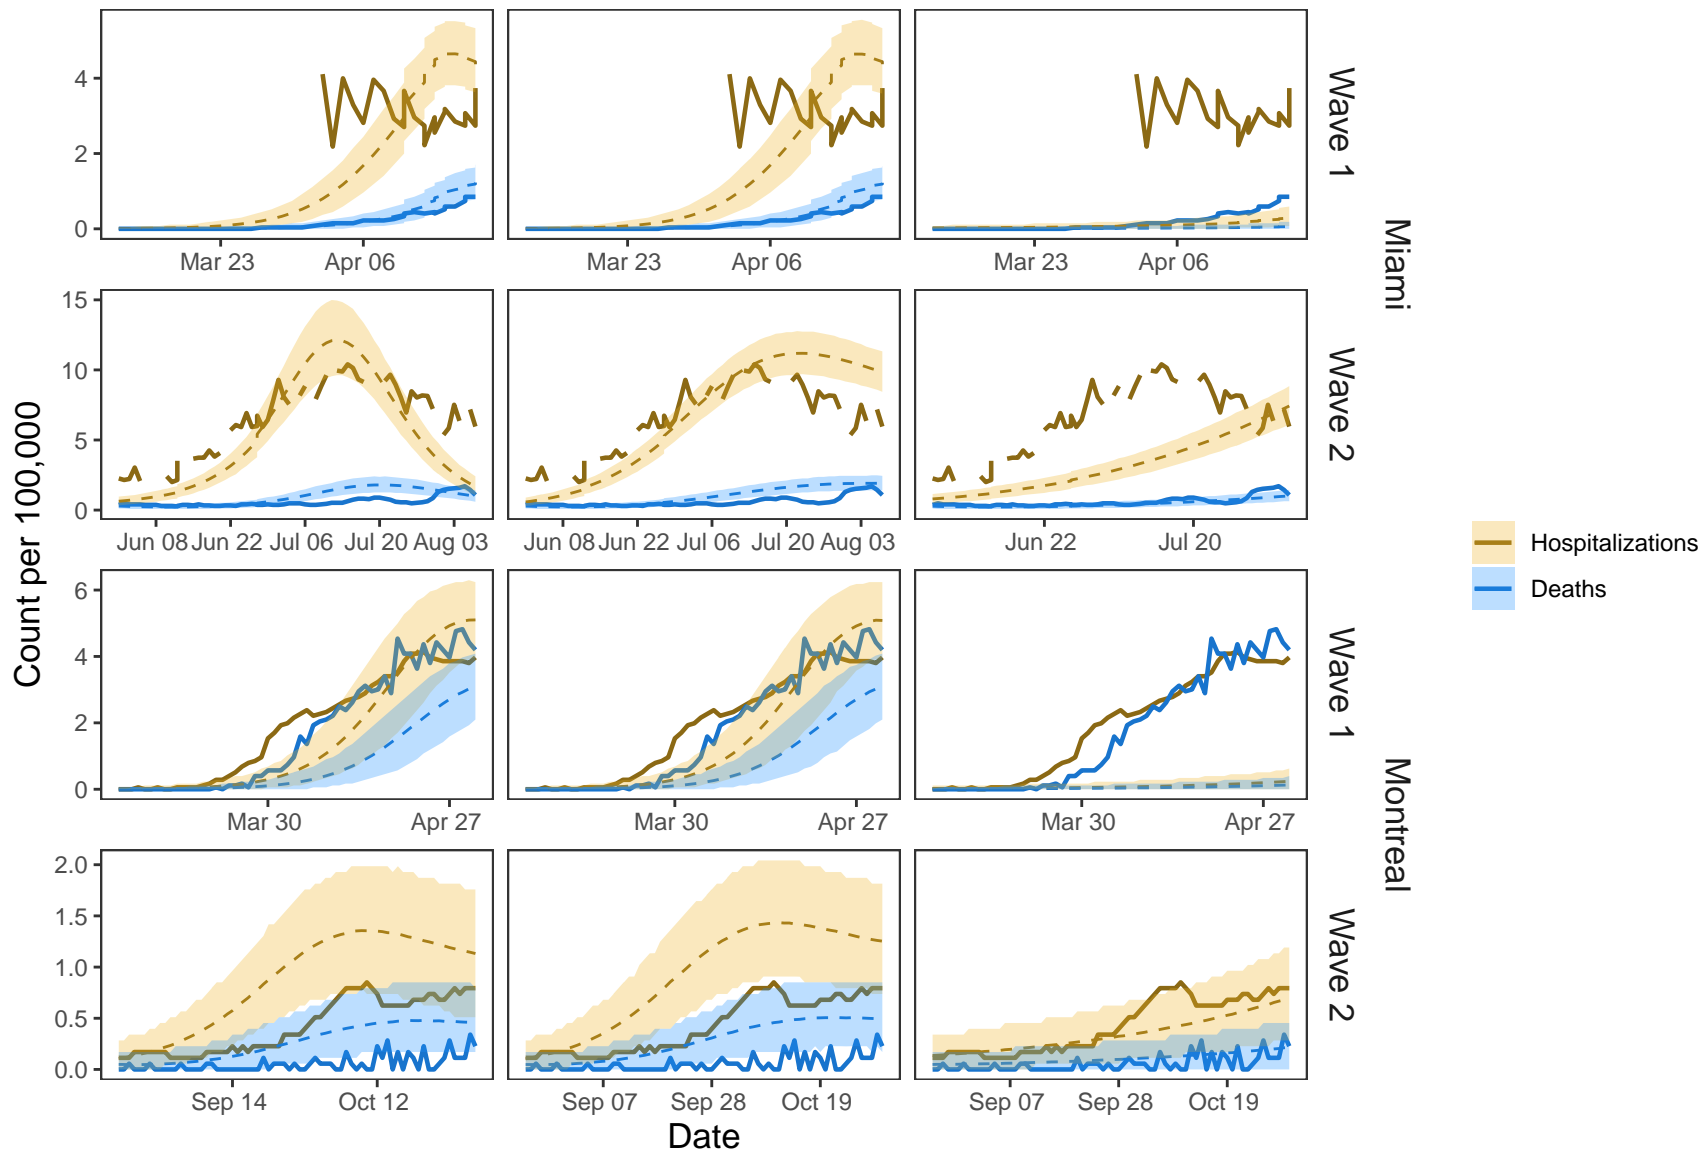 4
2
0
Mar 23 Apr 06 Mar 23 Apr 06 Mar 23 Apr 06
Wave 1
Miami
15
10
5
0
Jun 08 Jun 22 Jul 06 Jul 20 Aug 03 Jun 08 Jun 22 Jul 06 Jul 20 Aug 03 Jun 22 Jul 20
Wave 2
Count per 100,000
Hospitalizations
Deaths
6
4
2
0
Mar 30 Apr 27 Mar 30 Apr 27 Mar 30 Apr 27
Wave 1
Montreal
2.0
1.5
1.0
0.5
0.0
Sep 14 Oct 12 Sep 07 Sep 28 Oct 19 Sep 07 Sep 28 Oct 19
Wave 2
Date